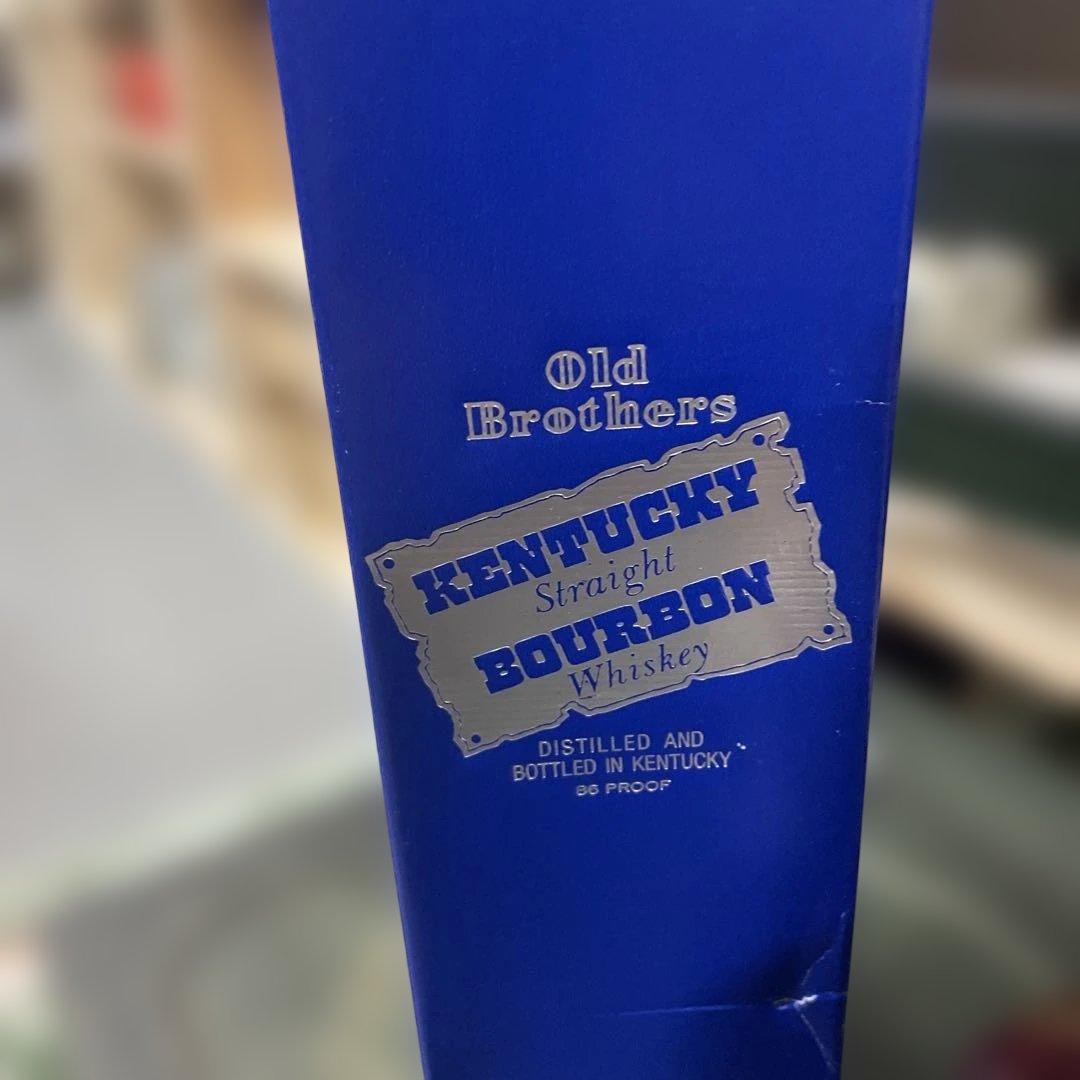 Old
Brothers
KENTUCKY
Straight
BOURBON
Whiskey
DISTILLED AND
BOTTLED IN KENTUCKY
86 PROOF